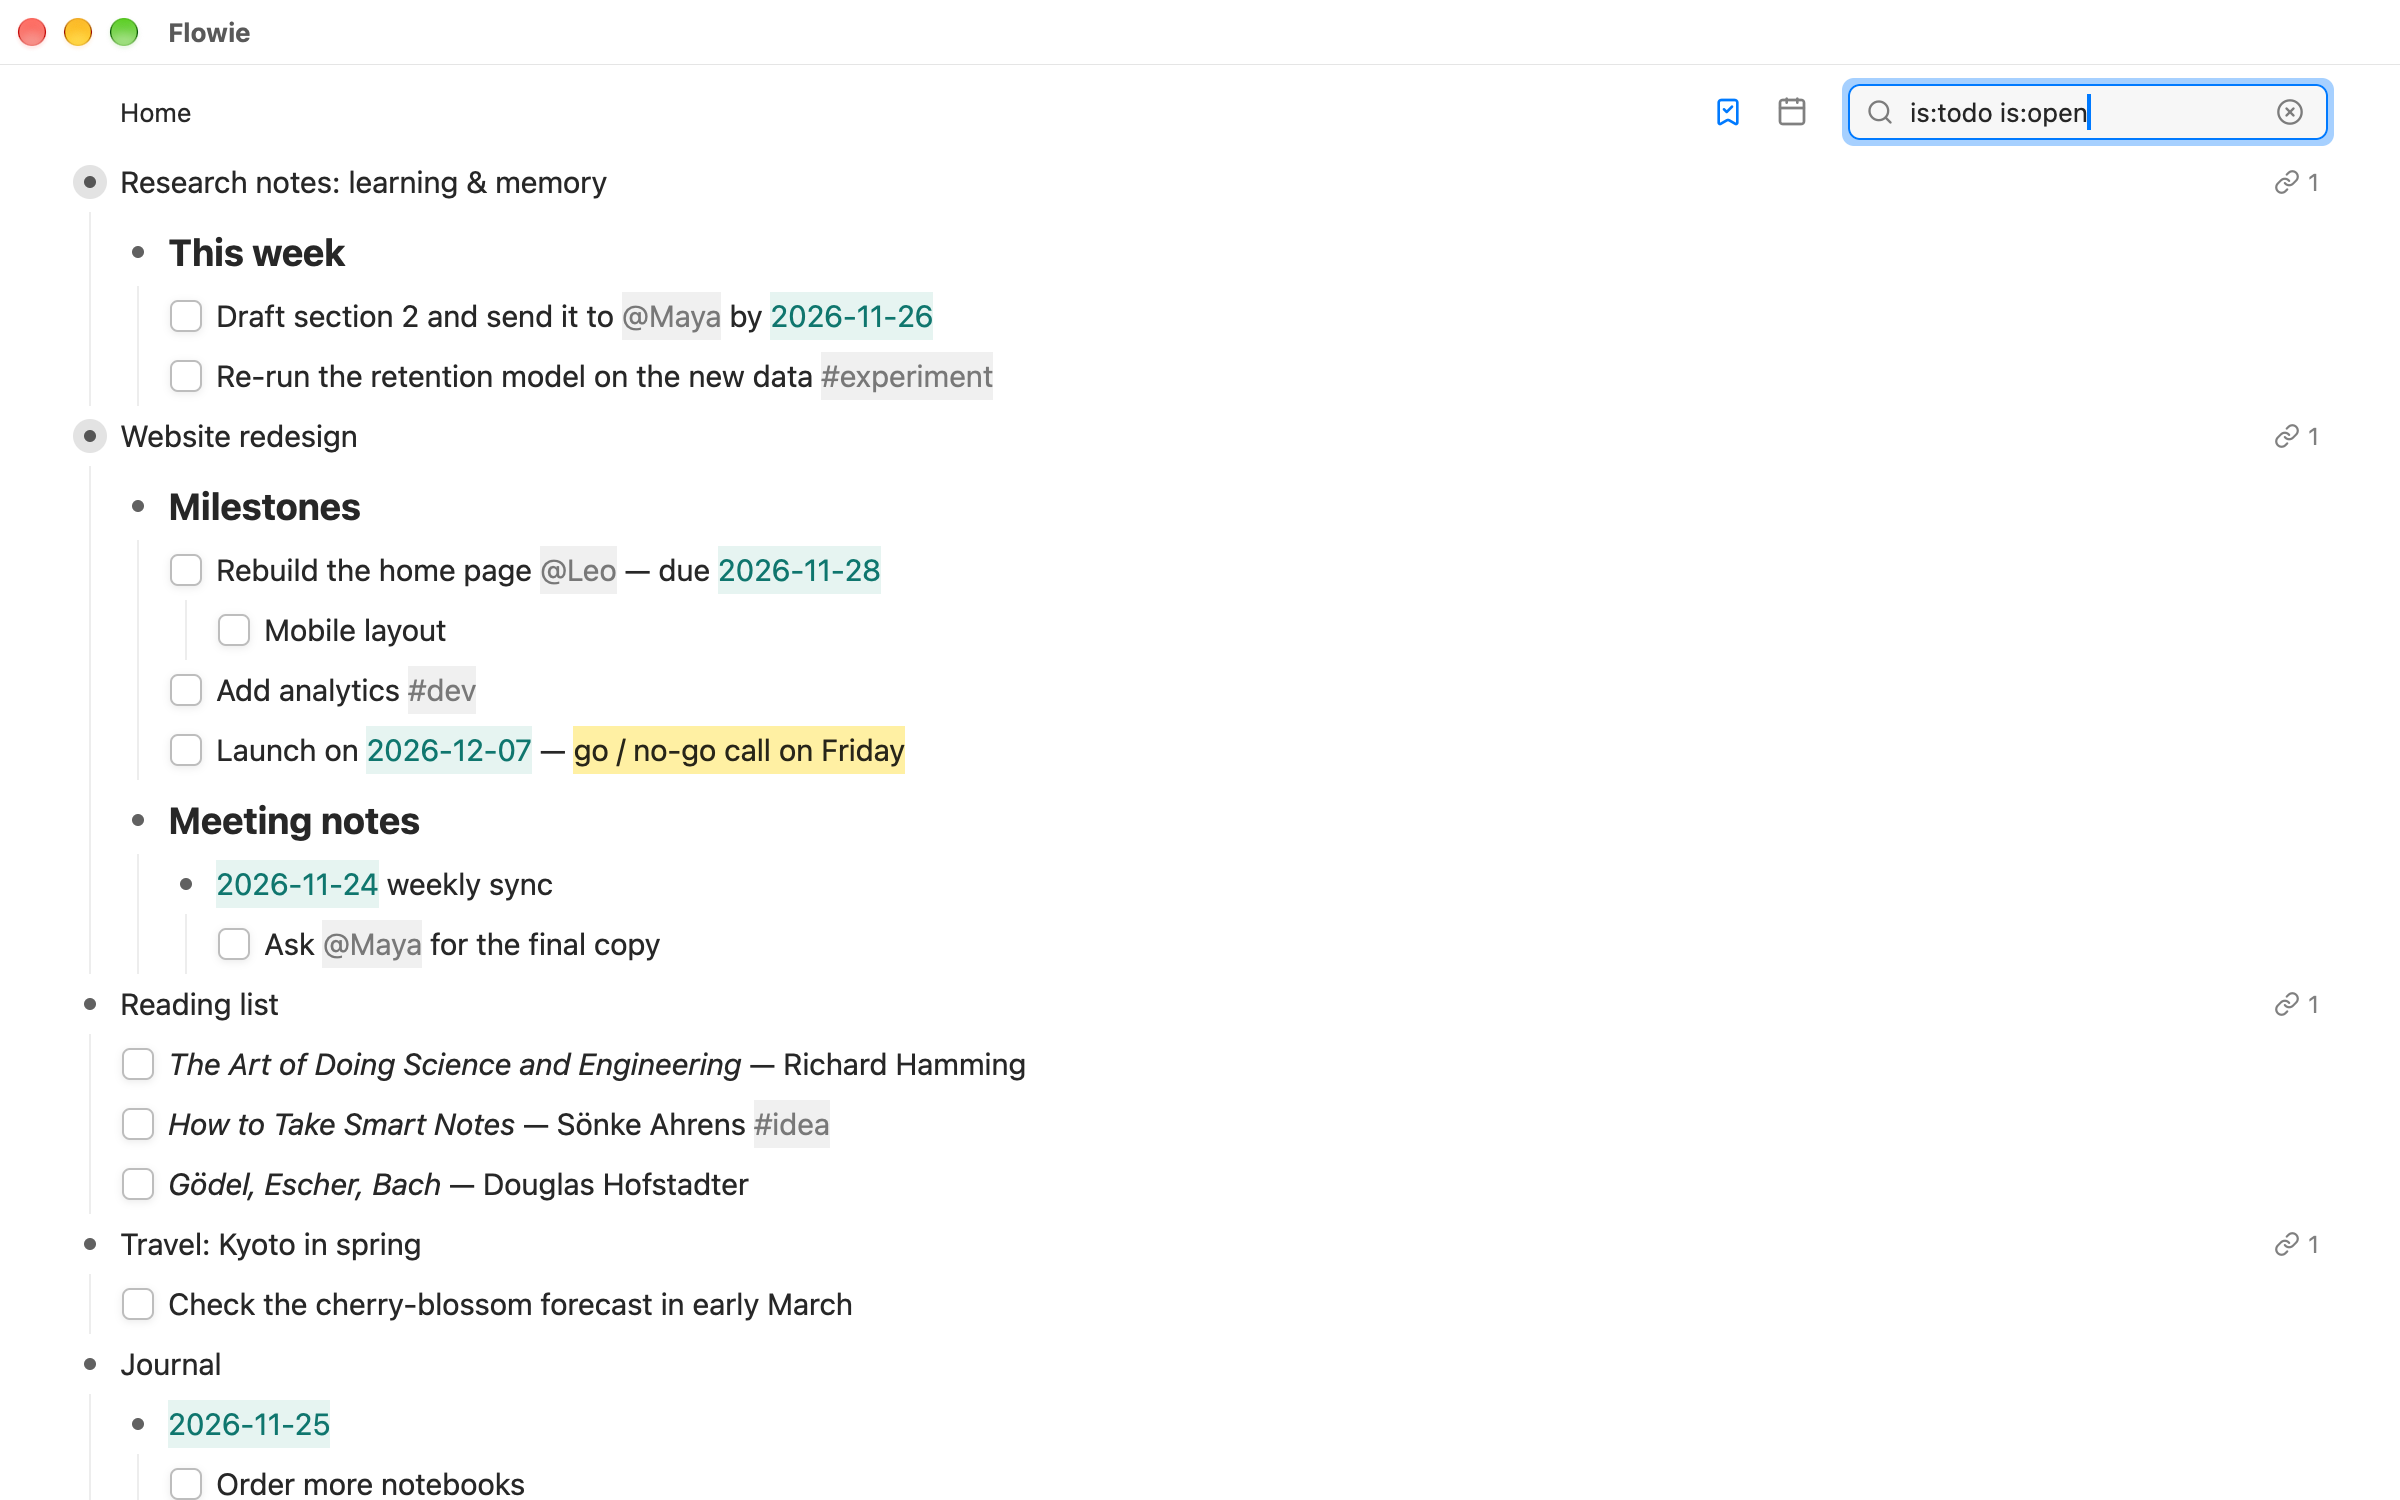 Flowie
Home
is:todo is:open
Research notes: learning & memory 1
This week
Draft section 2 and send it to @Maya by 2026-11-26
Re-run the retention model on the new data #experiment
Website redesign 1
Milestones
Rebuild the home page @Leo — due 2026-11-28
Mobile layout
Add analytics #dev
Launch on 2026-12-07 — go / no-go call on Friday
Meeting notes
2026-11-24 weekly sync
Ask @Maya for the final copy
Reading list 1
The Art of Doing Science and Engineering — Richard Hamming
How to Take Smart Notes — Sönke Ahrens #idea
Gödel, Escher, Bach — Douglas Hofstadter
Travel: Kyoto in spring 1
Check the cherry-blossom forecast in early March
Journal
2026-11-25
Order more notebooks